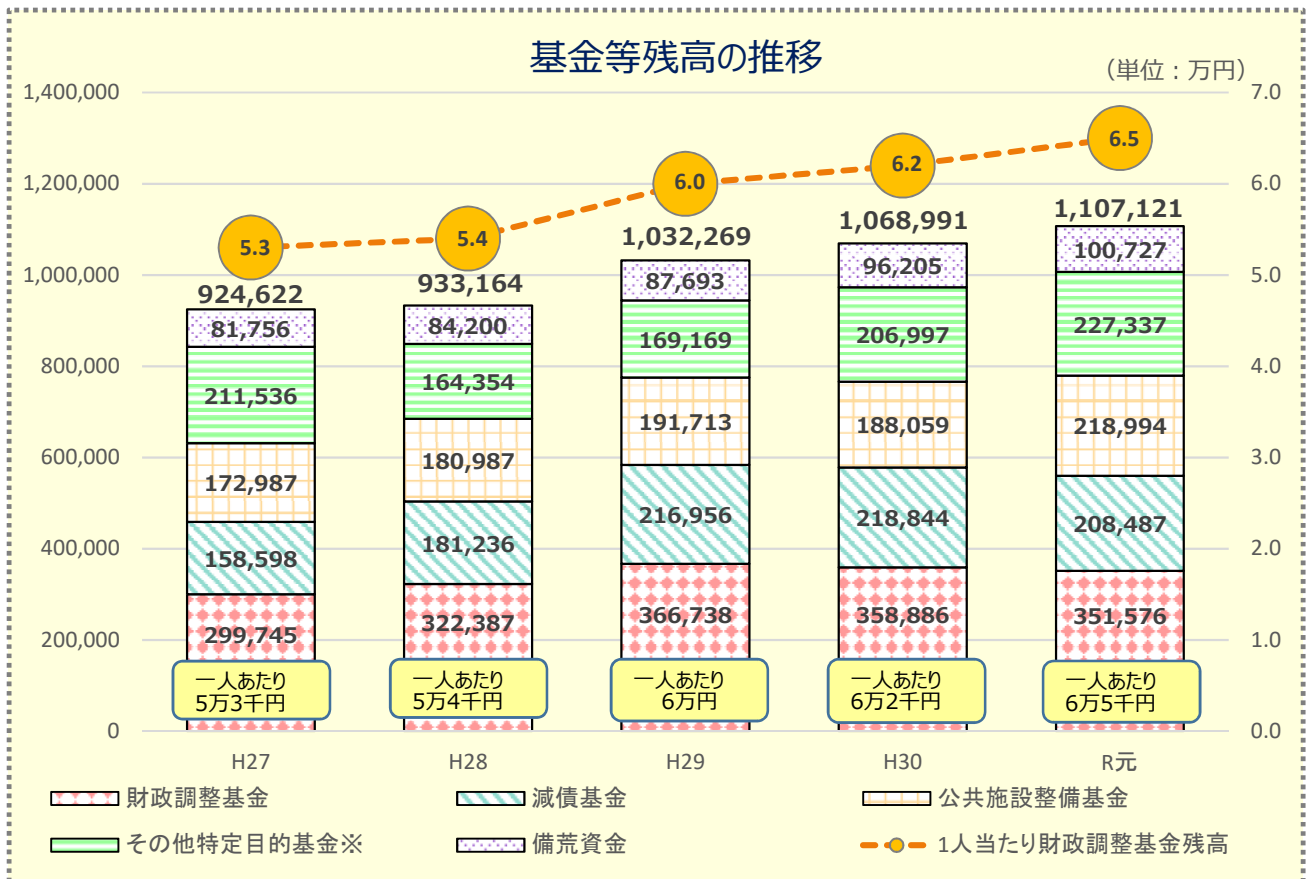 基金等残高の推移
（単位：万円）
1,400,000
1,200,000
1,000,000
800,000
600,000
400,000
200,000
0
7.0
6.0
5.0
4.0
3.0
2.0
1.0
0.0
5.3
5.4
6.0
6.2
6.5
924,622
933,164
1,032,269
1,068,991
1,107,121
81,756
84,200
87,693
96,205
100,727
211,536
164,354
169,169
206,997
227,337
172,987
180,987
191,713
188,059
218,994
158,598
181,236
216,956
218,844
208,487
299,745
322,387
366,738
358,886
351,576
一人あたり
5万3千円
一人あたり
5万4千円
一人あたり
6万円
一人あたり
6万2千円
一人あたり
6万5千円
H27
H28
H29
H30
R元
財政調整基金
減債基金
公共施設整備基金
その他特定目的基金※
備荒資金
1人当たり財政調整基金残高